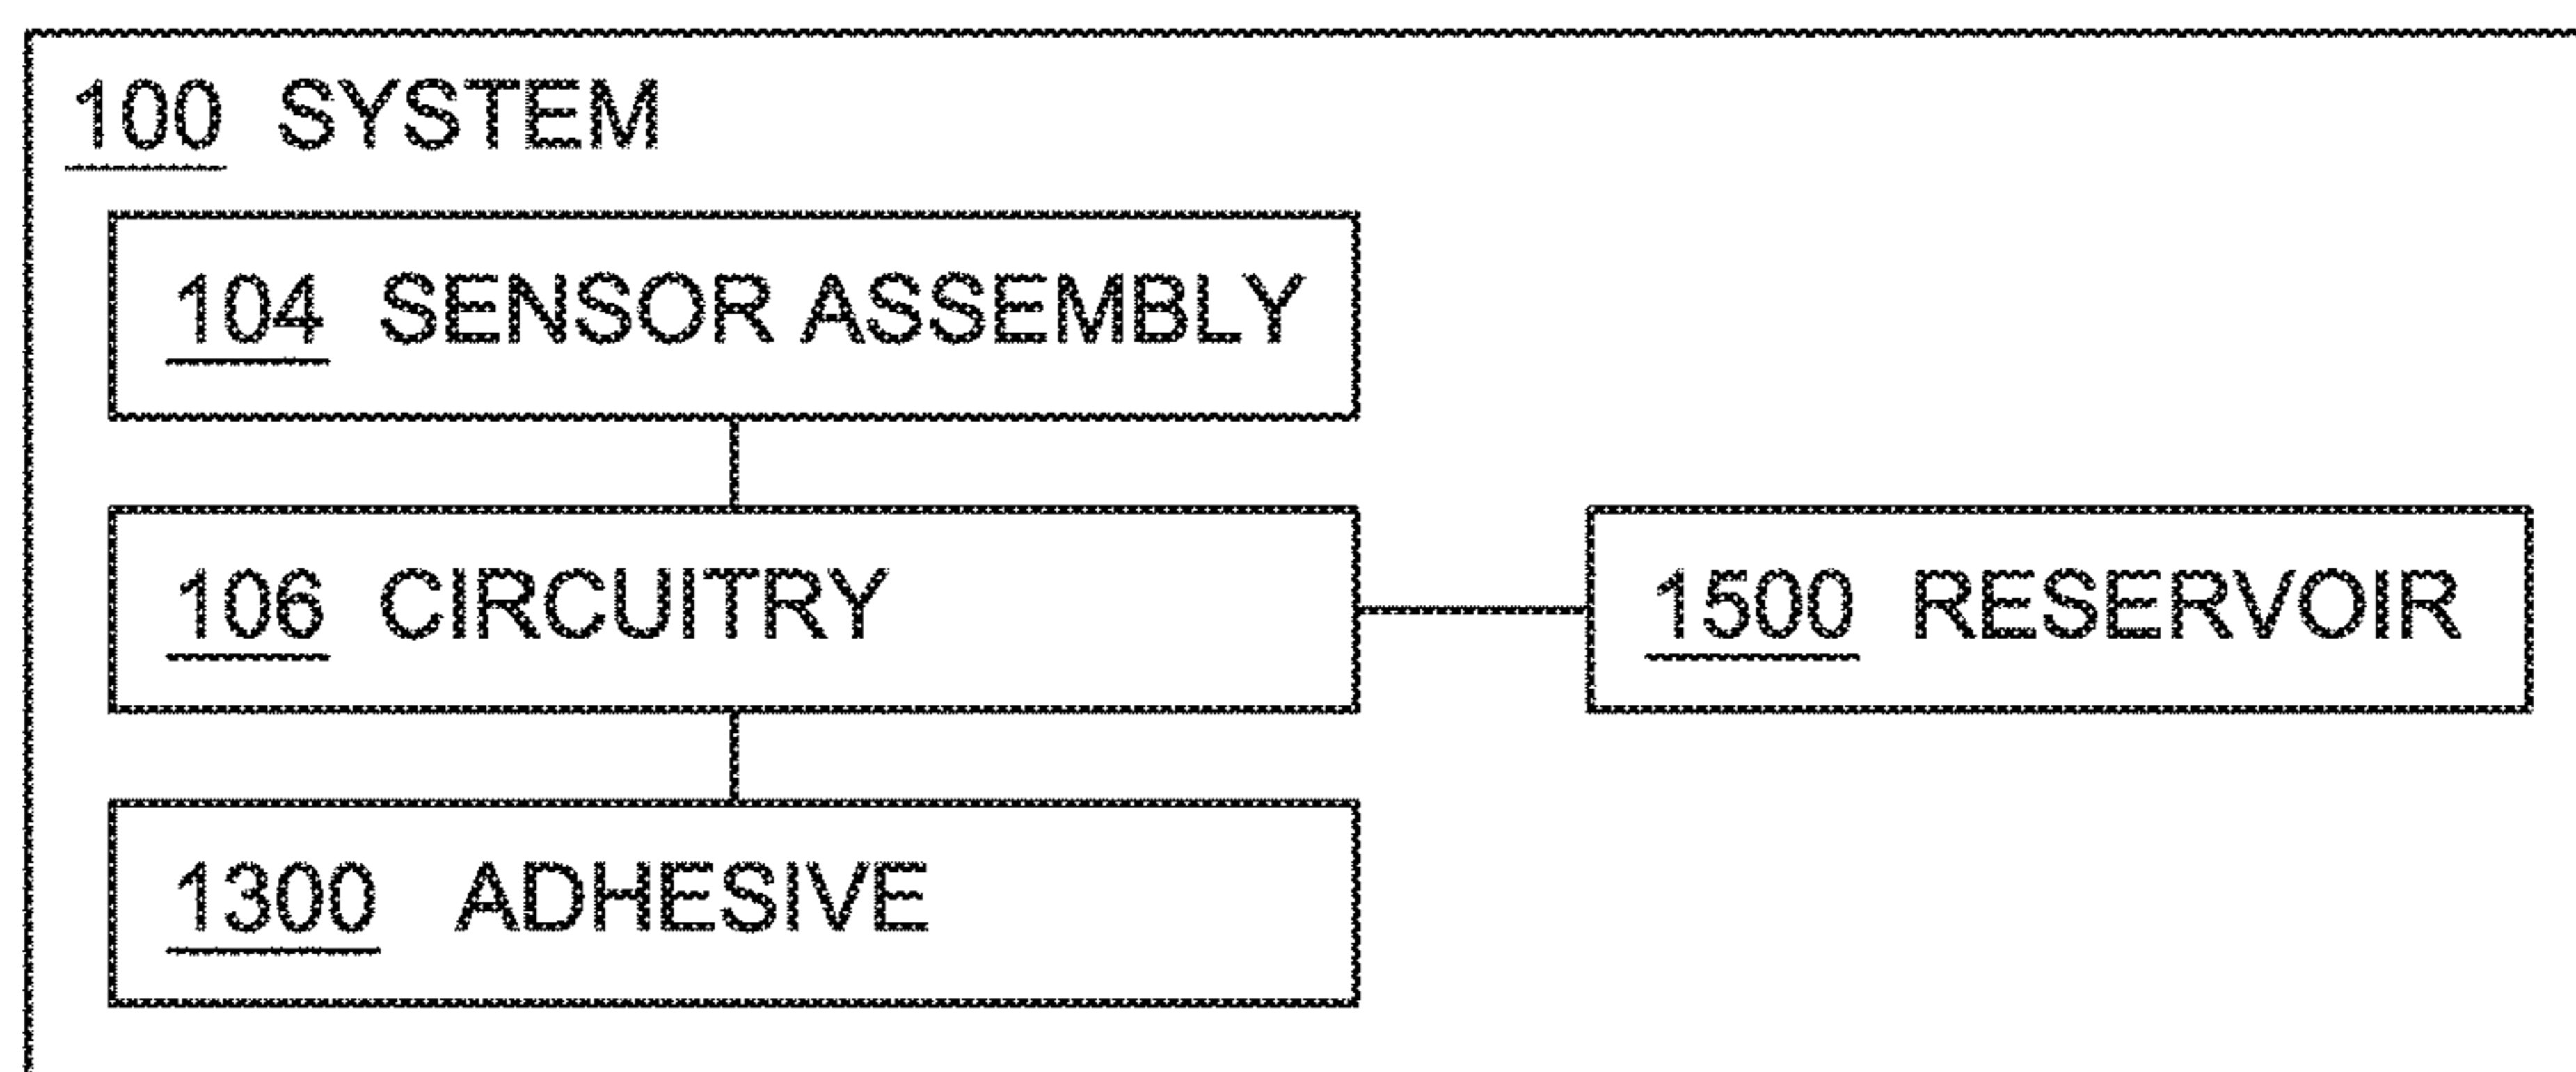 100 SYSTEM
104 SENSOR ASSEMBLY
106 CIRCUITRY
1500 RESERVOIR
1300 ADHESIVE